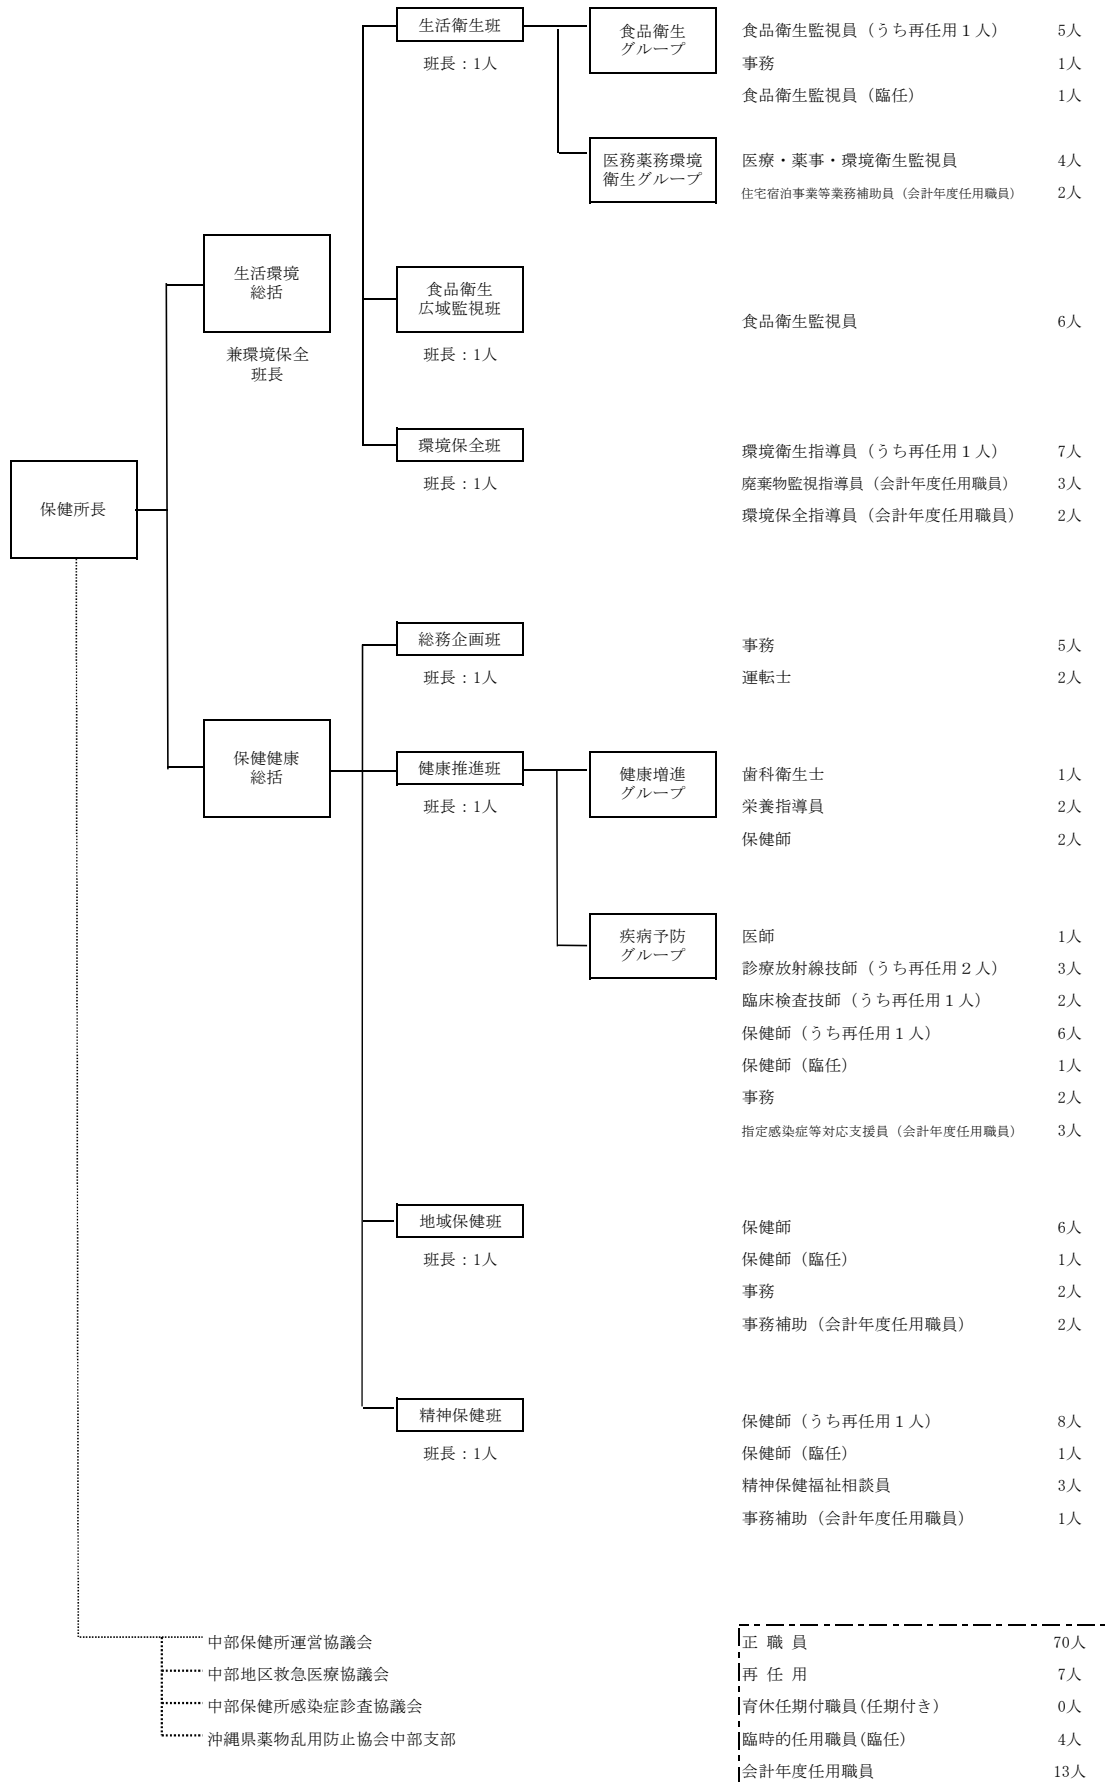 生活衛生班
班長：1人
食品衛生
グループ
食品衛生監視員（うち再任用１人） 5人
事務 1人
食品衛生監視員（臨任） 1人
医務薬務環境
衛生グループ
医療・薬事・環境衛生監視員 4人
住宅宿泊事業等業務補助員（会計年度任用職員） 2人
生活環境
総括
兼環境保全
班長
食品衛生
広域監視班
班長：1人
食品衛生監視員 6人
環境保全班
班長：1人
環境衛生指導員（うち再任用１人） 7人
廃棄物監視指導員（会計年度任用職員） 3人
環境保全指導員（会計年度任用職員） 2人
保健所長
総務企画班
班長：1人
事務 5人
運転士 2人
保健健康
総括
健康推進班
班長：1人
健康増進
グループ
歯科衛生士 1人
栄養指導員 2人
保健師 2人
疾病予防
グループ
医師 1人
診療放射線技師（うち再任用２人） 3人
臨床検査技師（うち再任用１人） 2人
保健師（うち再任用１人） 6人
保健師（臨任） 1人
事務 2人
指定感染症等対応支援員（会計年度任用職員） 3人
地域保健班
班長：1人
保健師 6人
保健師（臨任） 1人
事務 2人
事務補助（会計年度任用職員） 2人
精神保健班
班長：1人
保健師（うち再任用１人） 8人
保健師（臨任） 1人
精神保健福祉相談員 3人
事務補助（会計年度任用職員） 1人
中部保健所運営協議会
中部地区救急医療協議会
中部保健所感染症診査協議会
沖縄県薬物乱用防止協会中部支部
正 職 員 70人
再 任 用 7人
育休任期付職員(任期付き) 0人
臨時的任用職員(臨任) 4人
会計年度任用職員 13人